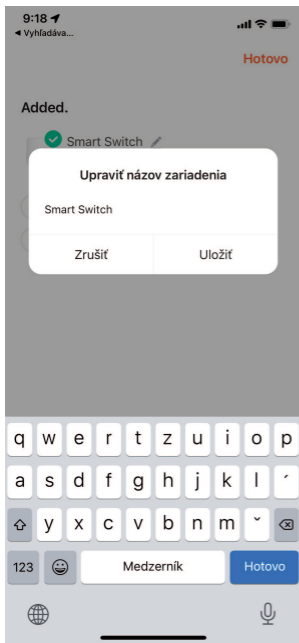 9:18
◀ Vyhľadáva...
Hotovo
Added.
Smart Switch
Upraviť názov zariadenia
Smart Switch
Zrušiť Uložiť
q w e r t z u i o p
a s d f g h j k l ´
y x c v b n m ˇ
123 Medzerník Hotovo